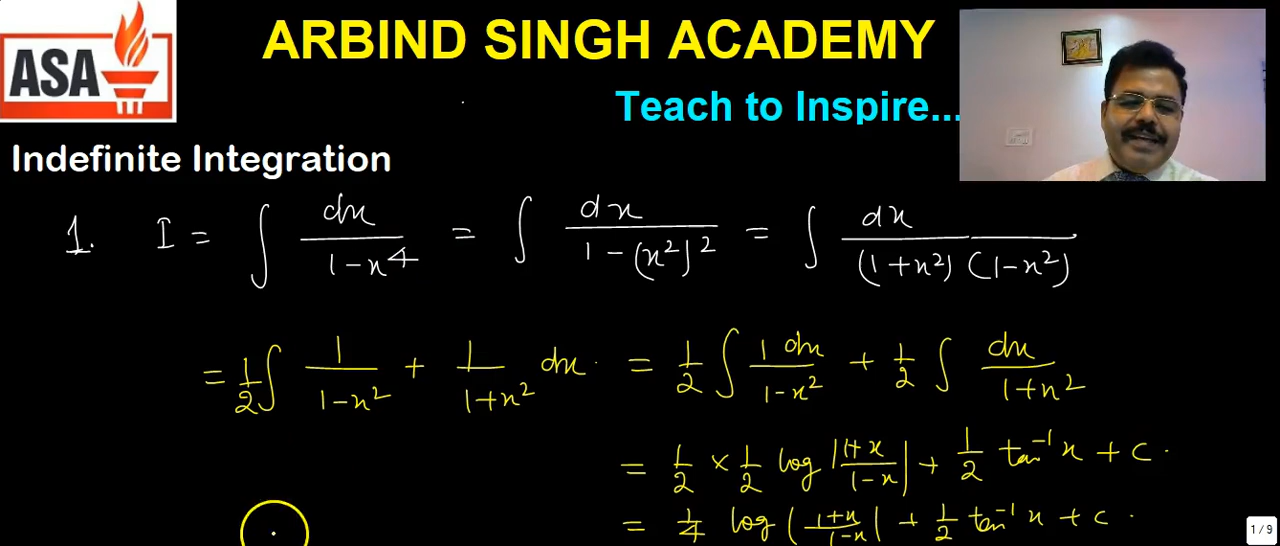 ASA
ARBIND SINGH ACADEMY
Teach to Inspire...
Indefinite Integration
1. I = ∫ dx/(1-x⁴) = ∫ dx/(1-(x²)²) = ∫ dx/((1+x²)(1-x²))
= 1/2 ∫ 1/(1-x²) + 1/(1+x²) dx. = 1/2 ∫ 1 dx/(1-x²) + 1/2 ∫ dx/(1+x²)
= 1/2 × 1/2 log |(1+x)/(1-x)| + 1/2 tan⁻¹ x + c.
= 1/4 log |(1+x)/(1-x)| + 1/2 tan⁻¹ x + c.
1 / 9